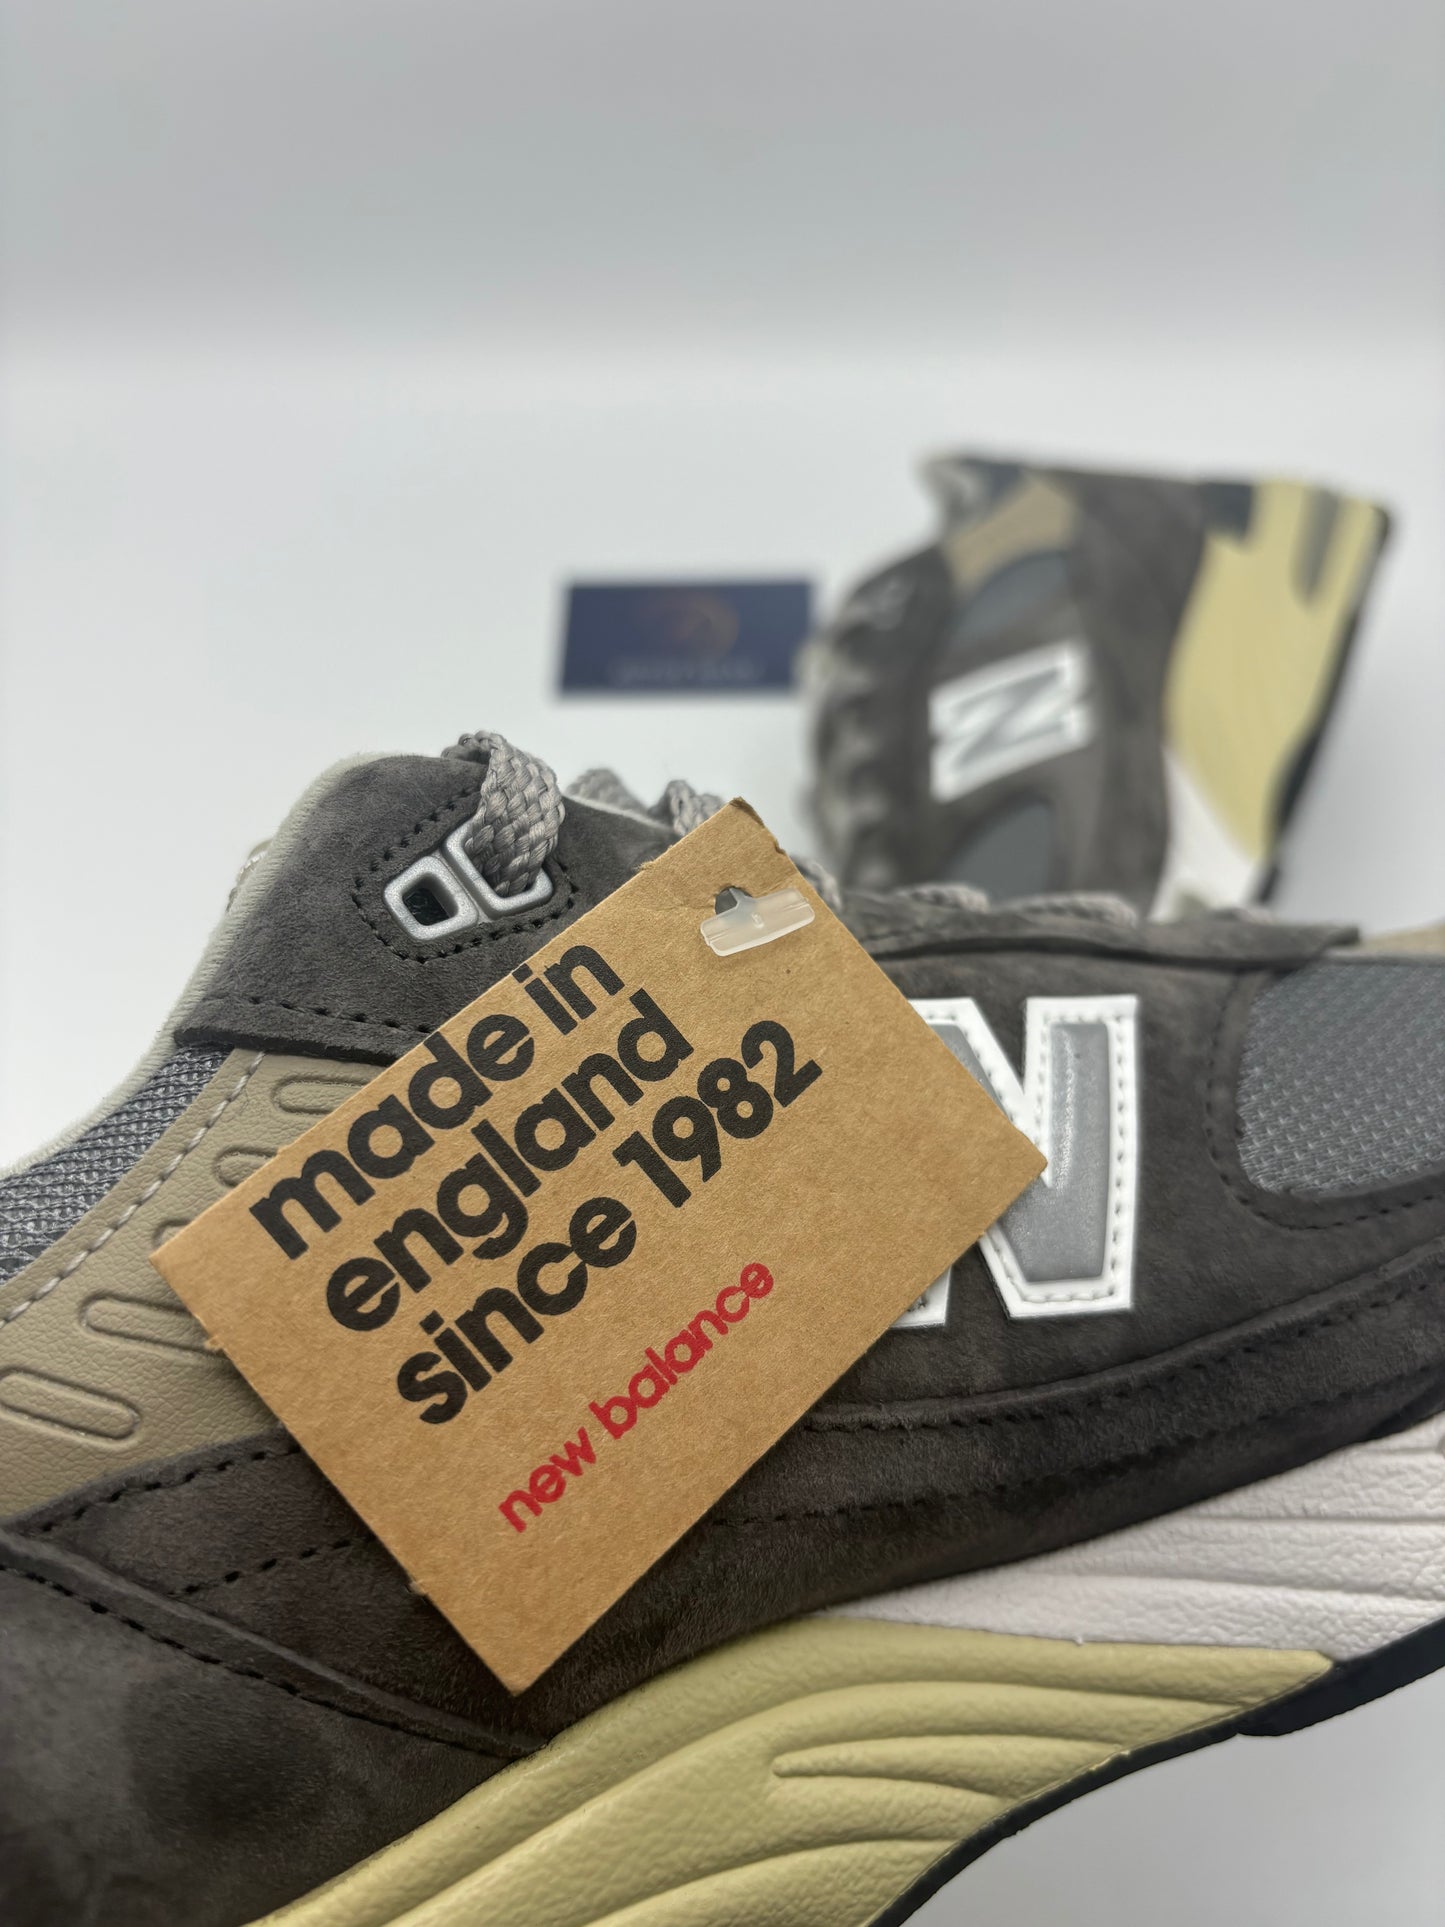 made in
england
since 1982
new balance
N
N